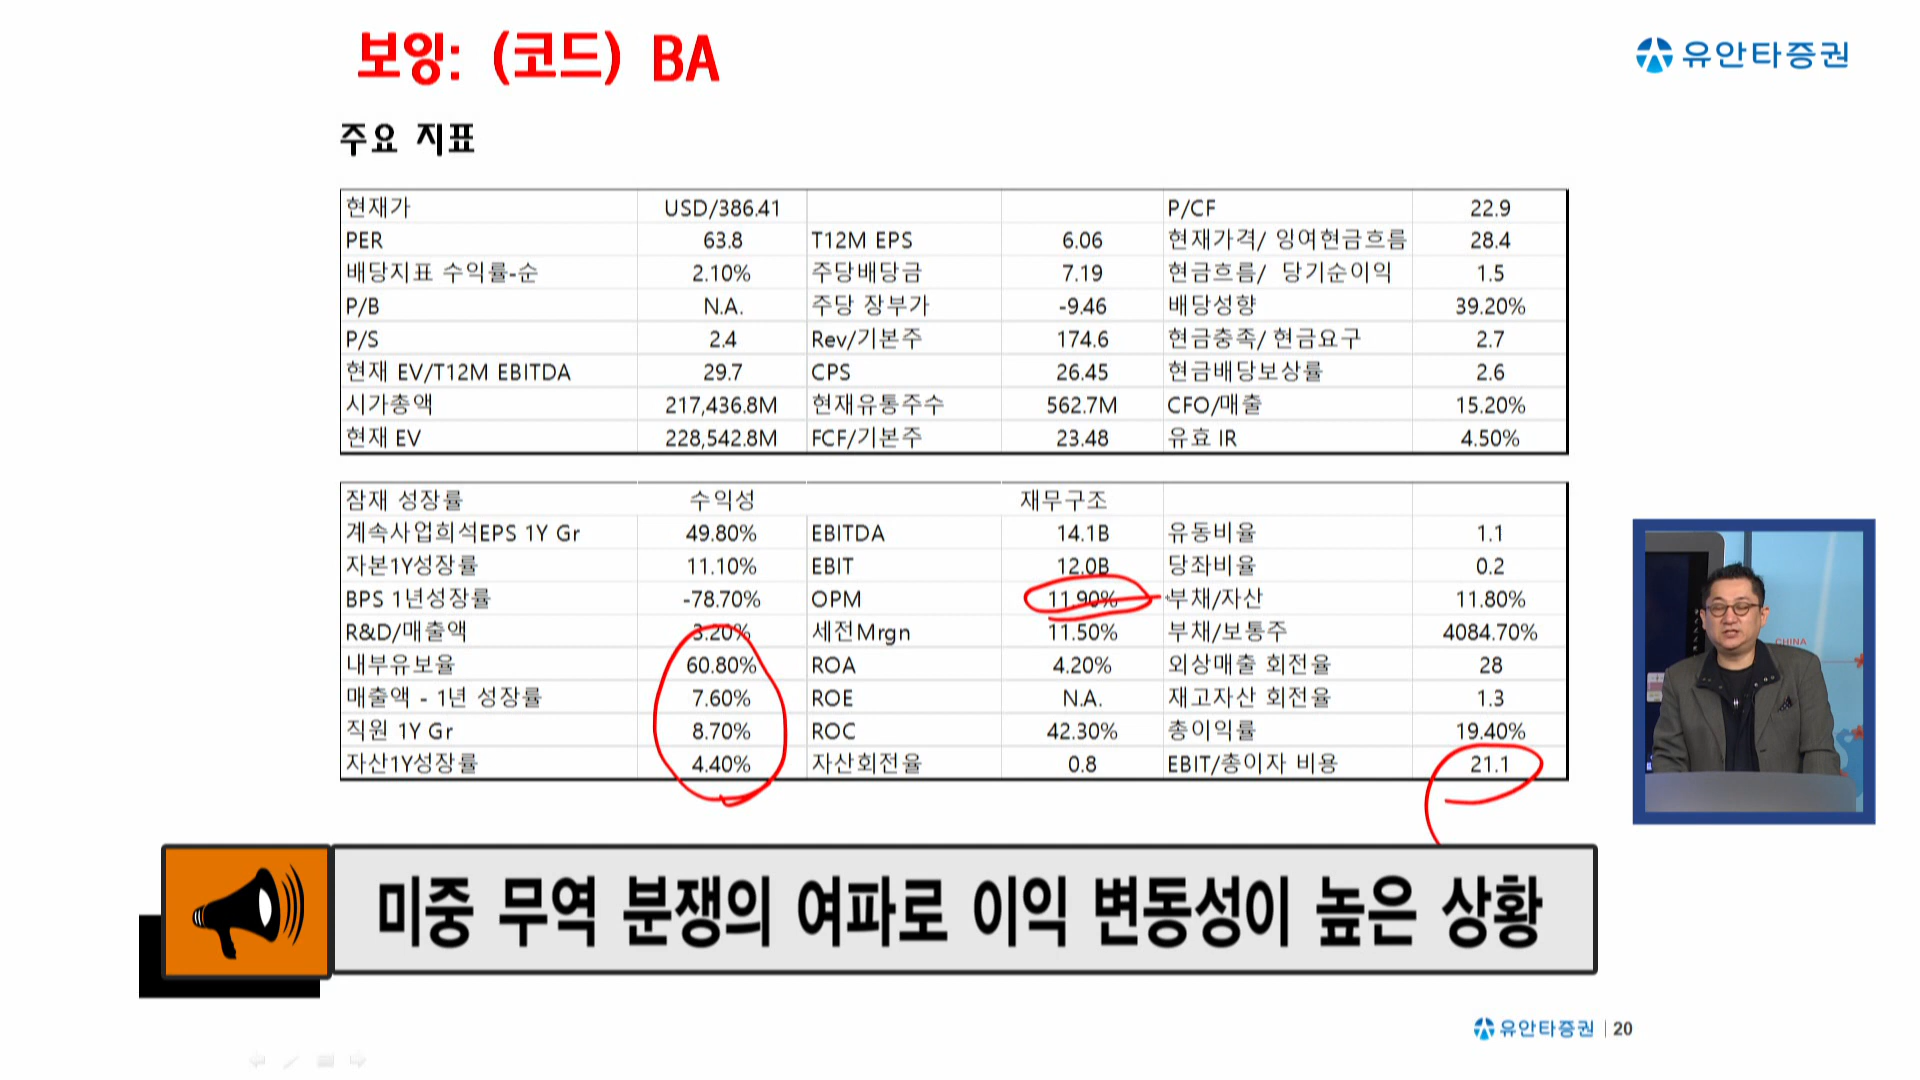 보잉: (코드) BA
유안타증권
주요 지표
현재가 USD/386.41 P/CF 22.9
PER 63.8 T12M EPS 6.06 현재가격/ 잉여현금흐름 28.4
배당지표 수익률-순 2.10% 주당배당금 7.19 현금흐름/ 당기순이익 1.5
P/B N.A. 주당 장부가 -9.46 배당성향 39.20%
P/S 2.4 Rev/기본주 174.6 현금충족/ 현금요구 2.7
현재 EV/T12M EBITDA 29.7 CPS 26.45 현금배당보상률 2.6
시가총액 217,436.8M 현재유통주수 562.7M CFO/매출 15.20%
현재 EV 228,542.8M FCF/기본주 23.48 유효 IR 4.50%
잠재 성장률 수익성 재무구조
계속사업희석EPS 1Y Gr 49.80% EBITDA 14.1B 유동비율 1.1
자본1Y성장률 11.10% EBIT 12.0B 당좌비율 0.2
BPS 1년성장률 -78.70% OPM 11.90% 부채/자산 11.80%
R&D/매출액 3.20% 세전Mrgn 11.50% 부채/보통주 4084.70%
내부유보율 60.80% ROA 4.20% 외상매출 회전율 28
매출액 - 1년 성장률 7.60% ROE N.A. 재고자산 회전율 1.3
직원 1Y Gr 8.70% ROC 42.30% 총이익률 19.40%
자산1Y성장률 4.40% 자산회전율 0.8 EBIT/총이자 비용 21.1
CHINA
미중 무역 분쟁의 여파로 이익 변동성이 높은 상황
유안타증권 | 20